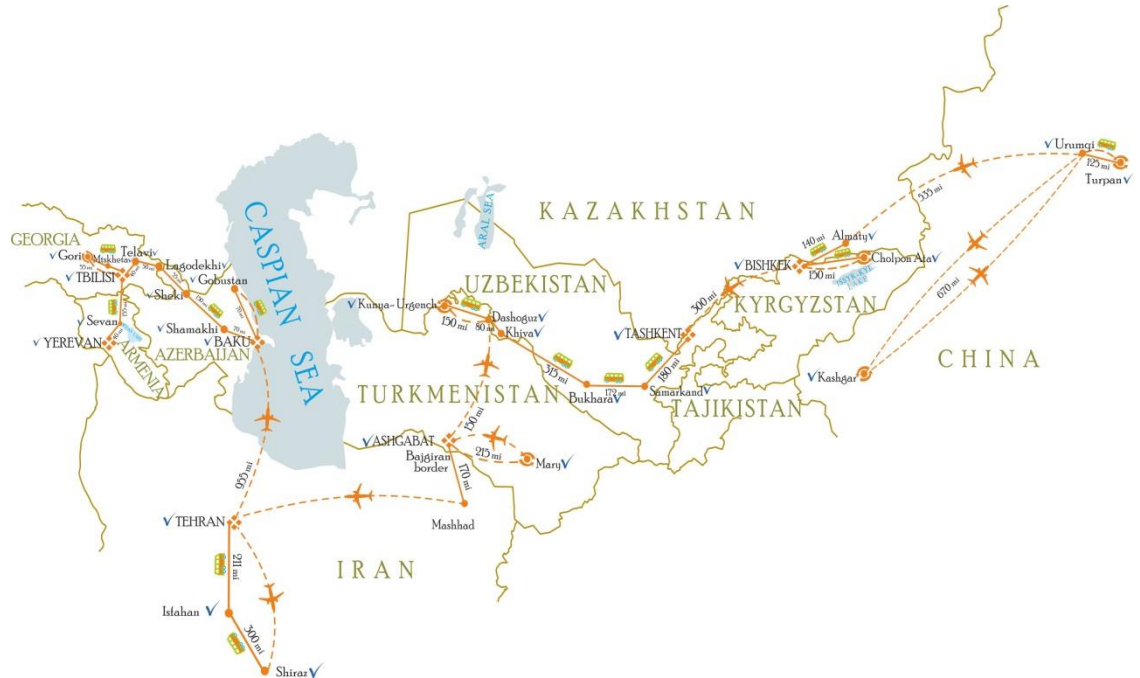 GEORGIA
Gori
Mtskheta
Telavi
TBILISI
Lagodekhi
Gobustan
Sheki
Sevan
Shamakhi
YEREVAN
ARMENIA
AZERBAIJAN
BAKU
CASPIAN SEA
ARAL SEA
KAZAKHSTAN
UZBEKISTAN
Kunya-Urgench
150 mi
Dashoguz
80 mi
Khiva
TURKMENISTAN
315 mi
Bukhara
172 mi
Samarkand
180 mi
TASHKENT
300 mi
BISHKEK
140 mi
Almaty
Cholpon Ata
150 mi
KYRGYZSTAN
TAJIKISTAN
535 mi
Urumqi
125 mi
Turpan
670 mi
Kashgar
CHINA
150 mi
ASHGABAT
Bajgiran
border
215 mi
Mary
170 mi
Mashhad
955 mi
TEHRAN
IRAN
211 mi
Isfahan
300 mi
Shiraz